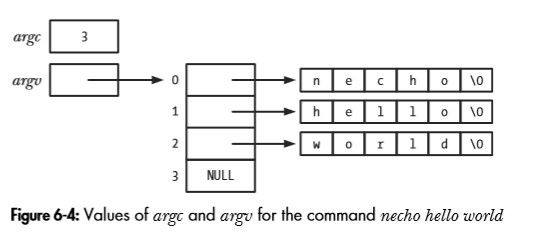 argc 3
argv 0 n e c h o \0
1 h e l l o \0
2 w o r l d \0
3 NULL
Figure 6-4: Values of argc and argv for the command necho hello world